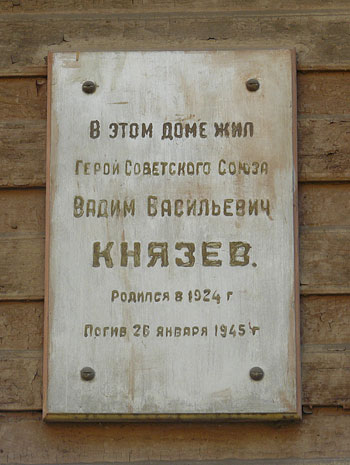 В ЭТОМ ДОМЕ ЖИЛ
ГЕРОЙ СОВЕТСКОГО СОЮЗА
ВАДИМ ВАСИЛЬЕВИЧ
КНЯЗЕВ.
РОДИЛСЯ В 1924 г
ПОГИБ 26 ЯНВАРЯ 1945 г